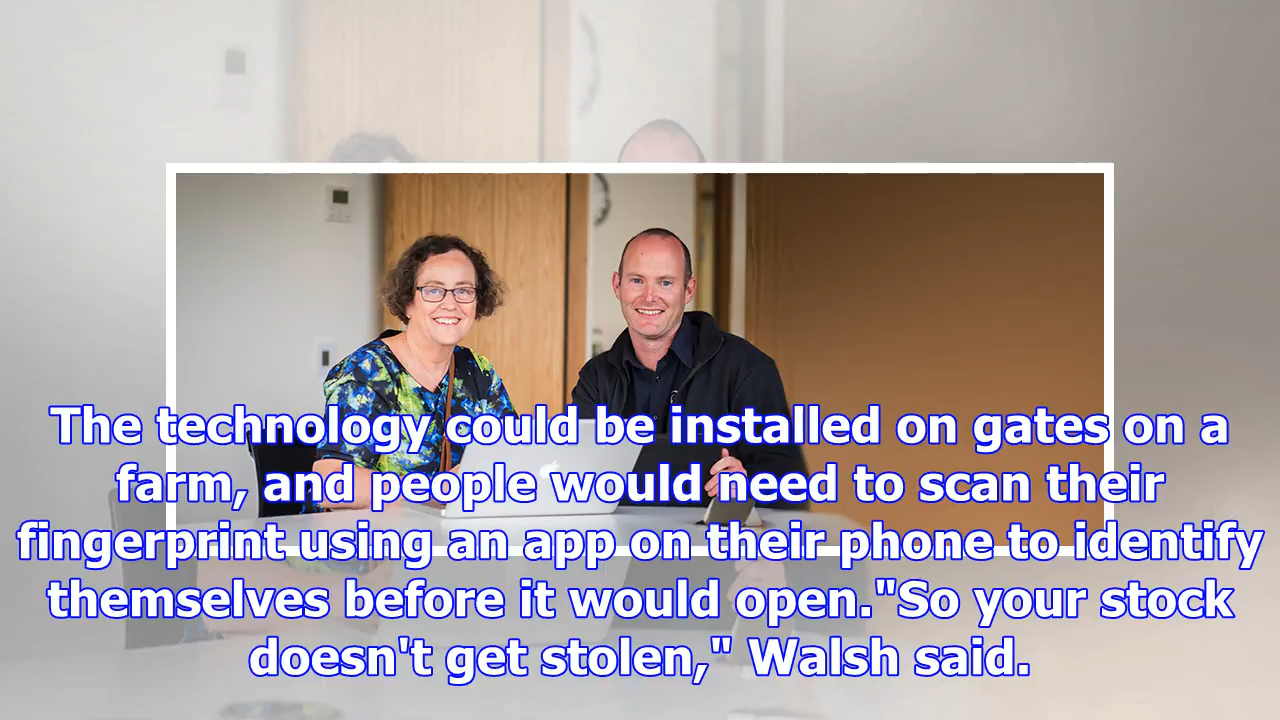 The technology could be installed on gates on a
farm, and people would need to scan their
fingerprint using an app on their phone to identify
themselves before it would open."So your stock
doesn't get stolen," Walsh said.